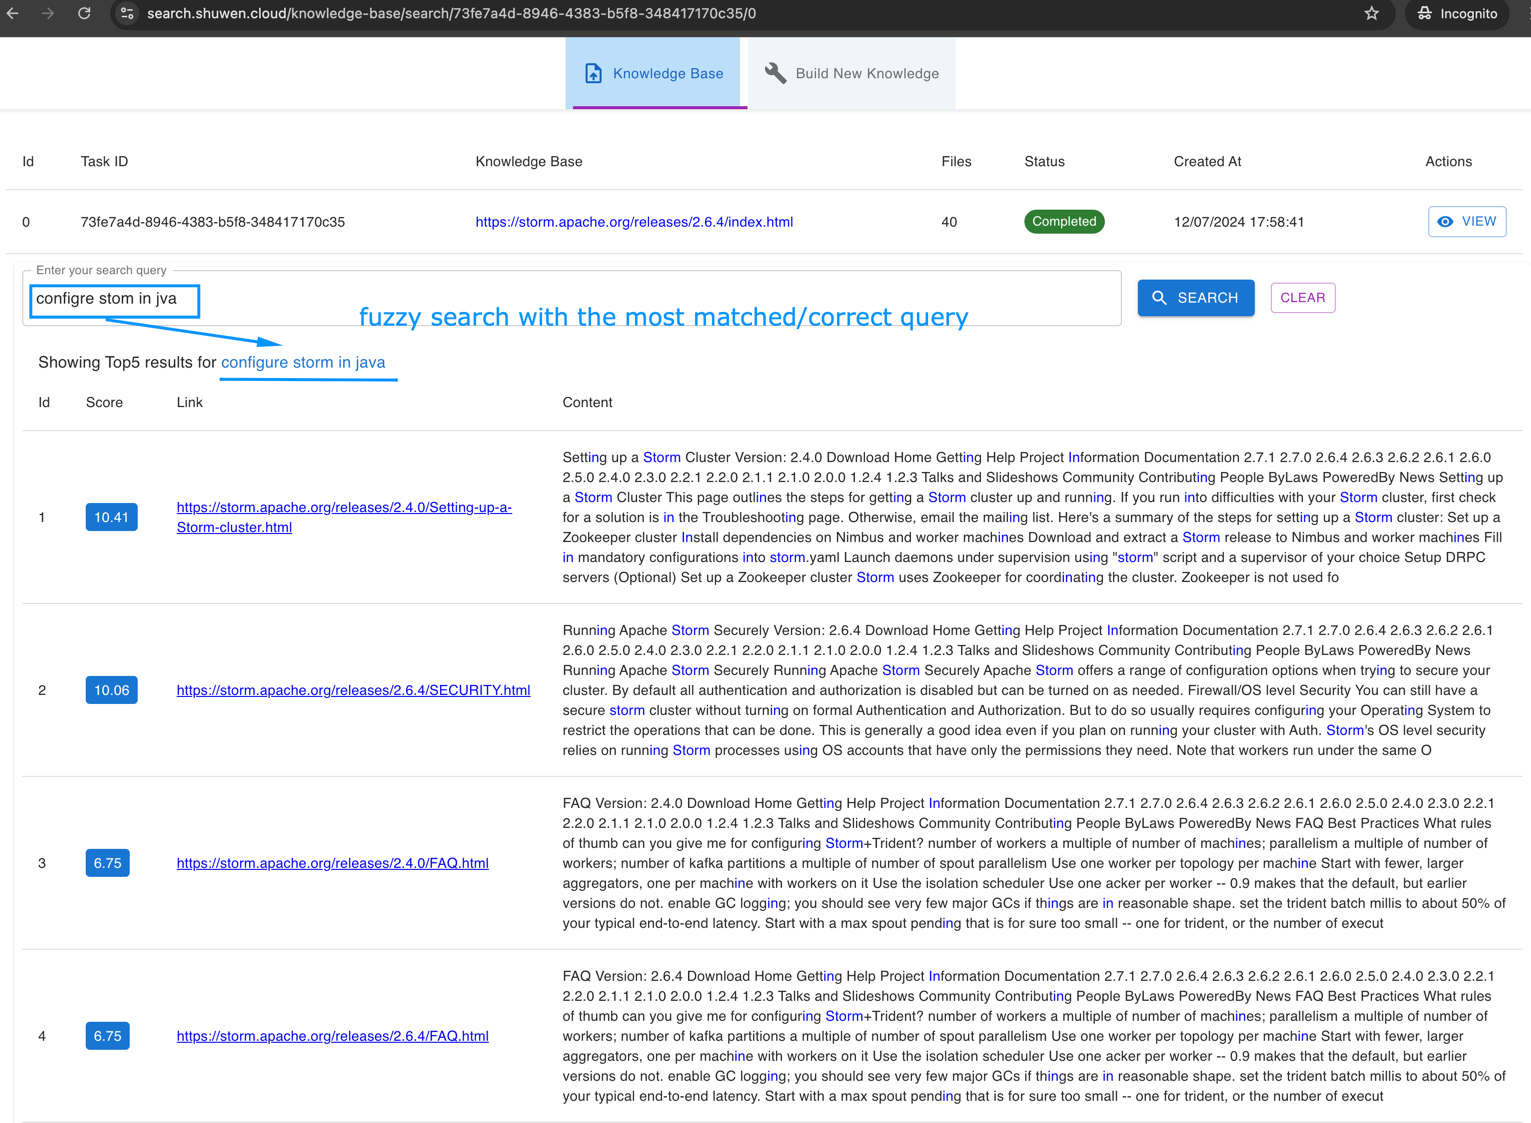 search.shuwen.cloud/knowledge-base/search/73fe7a4d-8946-4383-b5f8-348417170c35/0
Incognito
Knowledge Base
Build New Knowledge
Id Task ID Knowledge Base Files Status Created At Actions
0 73fe7a4d-8946-4383-b5f8-348417170c35 https://storm.apache.org/releases/2.6.4/index.html 40 Completed 12/07/2024 17:58:41 VIEW
Enter your search query
configre stom in jva
SEARCH
CLEAR
fuzzy search with the most matched/correct query
Showing Top5 results for configure storm in java
Id Score Link Content
1 10.41
https://storm.apache.org/releases/2.4.0/Setting-up-a-
Storm-cluster.html
Setting up a Storm Cluster Version: 2.4.0 Download Home Getting Help Project Information Documentation 2.7.1 2.7.0 2.6.4 2.6.3 2.6.2 2.6.1 2.6.0
2.5.0 2.4.0 2.3.0 2.2.1 2.2.0 2.1.1 2.1.0 2.0.0 1.2.4 1.2.3 Talks and Slideshows Community Contributing People ByLaws PoweredBy News Setting up
a Storm Cluster This page outlines the steps for getting a Storm cluster up and running. If you run into difficulties with your Storm cluster, first check
for a solution is in the Troubleshooting page. Otherwise, email the mailing list. Here's a summary of the steps for setting up a Storm cluster: Set up a
Zookeeper cluster Install dependencies on Nimbus and worker machines Download and extract a Storm release to Nimbus and worker machines Fill
in mandatory configurations into storm.yaml Launch daemons under supervision using "storm" script and a supervisor of your choice Setup DRPC
servers (Optional) Set up a Zookeeper cluster Storm uses Zookeeper for coordinating the cluster. Zookeeper is not used fo
2 10.06 https://storm.apache.org/releases/2.6.4/SECURITY.html
Running Apache Storm Securely Version: 2.6.4 Download Home Getting Help Project Information Documentation 2.7.1 2.7.0 2.6.4 2.6.3 2.6.2 2.6.1
2.6.0 2.5.0 2.4.0 2.3.0 2.2.1 2.2.0 2.1.1 2.1.0 2.0.0 1.2.4 1.2.3 Talks and Slideshows Community Contributing People ByLaws PoweredBy News
Running Apache Storm Securely Running Apache Storm Securely Apache Storm offers a range of configuration options when trying to secure your
cluster. By default all authentication and authorization is disabled but can be turned on as needed. Firewall/OS level Security You can still have a
secure storm cluster without turning on formal Authentication and Authorization. But to do so usually requires configuring your Operating System to
restrict the operations that can be done. This is generally a good idea even if you plan on running your cluster with Auth. Storm's OS level security
relies on running Storm processes using OS accounts that have only the permissions they need. Note that workers run under the same O
3 6.75 https://storm.apache.org/releases/2.4.0/FAQ.html
FAQ Version: 2.4.0 Download Home Getting Help Project Information Documentation 2.7.1 2.7.0 2.6.4 2.6.3 2.6.2 2.6.1 2.6.0 2.5.0 2.4.0 2.3.0 2.2.1
2.2.0 2.1.1 2.1.0 2.0.0 1.2.4 1.2.3 Talks and Slideshows Community Contributing People ByLaws PoweredBy News FAQ Best Practices What rules
of thumb can you give me for configuring Storm+Trident? number of workers a multiple of number of machines; parallelism a multiple of number of
workers; number of kafka partitions a multiple of number of spout parallelism Use one worker per topology per machine Start with fewer, larger
aggregators, one per machine with workers on it Use the isolation scheduler Use one acker per worker -- 0.9 makes that the default, but earlier
versions do not. enable GC logging; you should see very few major GCs if things are in reasonable shape. set the trident batch millis to about 50% of
your typical end-to-end latency. Start with a max spout pending that is for sure too small -- one for trident, or the number of execut
4 6.75 https://storm.apache.org/releases/2.6.4/FAQ.html
FAQ Version: 2.6.4 Download Home Getting Help Project Information Documentation 2.7.1 2.7.0 2.6.4 2.6.3 2.6.2 2.6.1 2.6.0 2.5.0 2.4.0 2.3.0 2.2.1
2.2.0 2.1.1 2.1.0 2.0.0 1.2.4 1.2.3 Talks and Slideshows Community Contributing People ByLaws PoweredBy News FAQ Best Practices What rules
of thumb can you give me for configuring Storm+Trident? number of workers a multiple of number of machines; parallelism a multiple of number of
workers; number of kafka partitions a multiple of number of spout parallelism Use one worker per topology per machine Start with fewer, larger
aggregators, one per machine with workers on it Use the isolation scheduler Use one acker per worker -- 0.9 makes that the default, but earlier
versions do not. enable GC logging; you should see very few major GCs if things are in reasonable shape. set the trident batch millis to about 50% of
your typical end-to-end latency. Start with a max spout pending that is for sure too small -- one for trident, or the number of execut